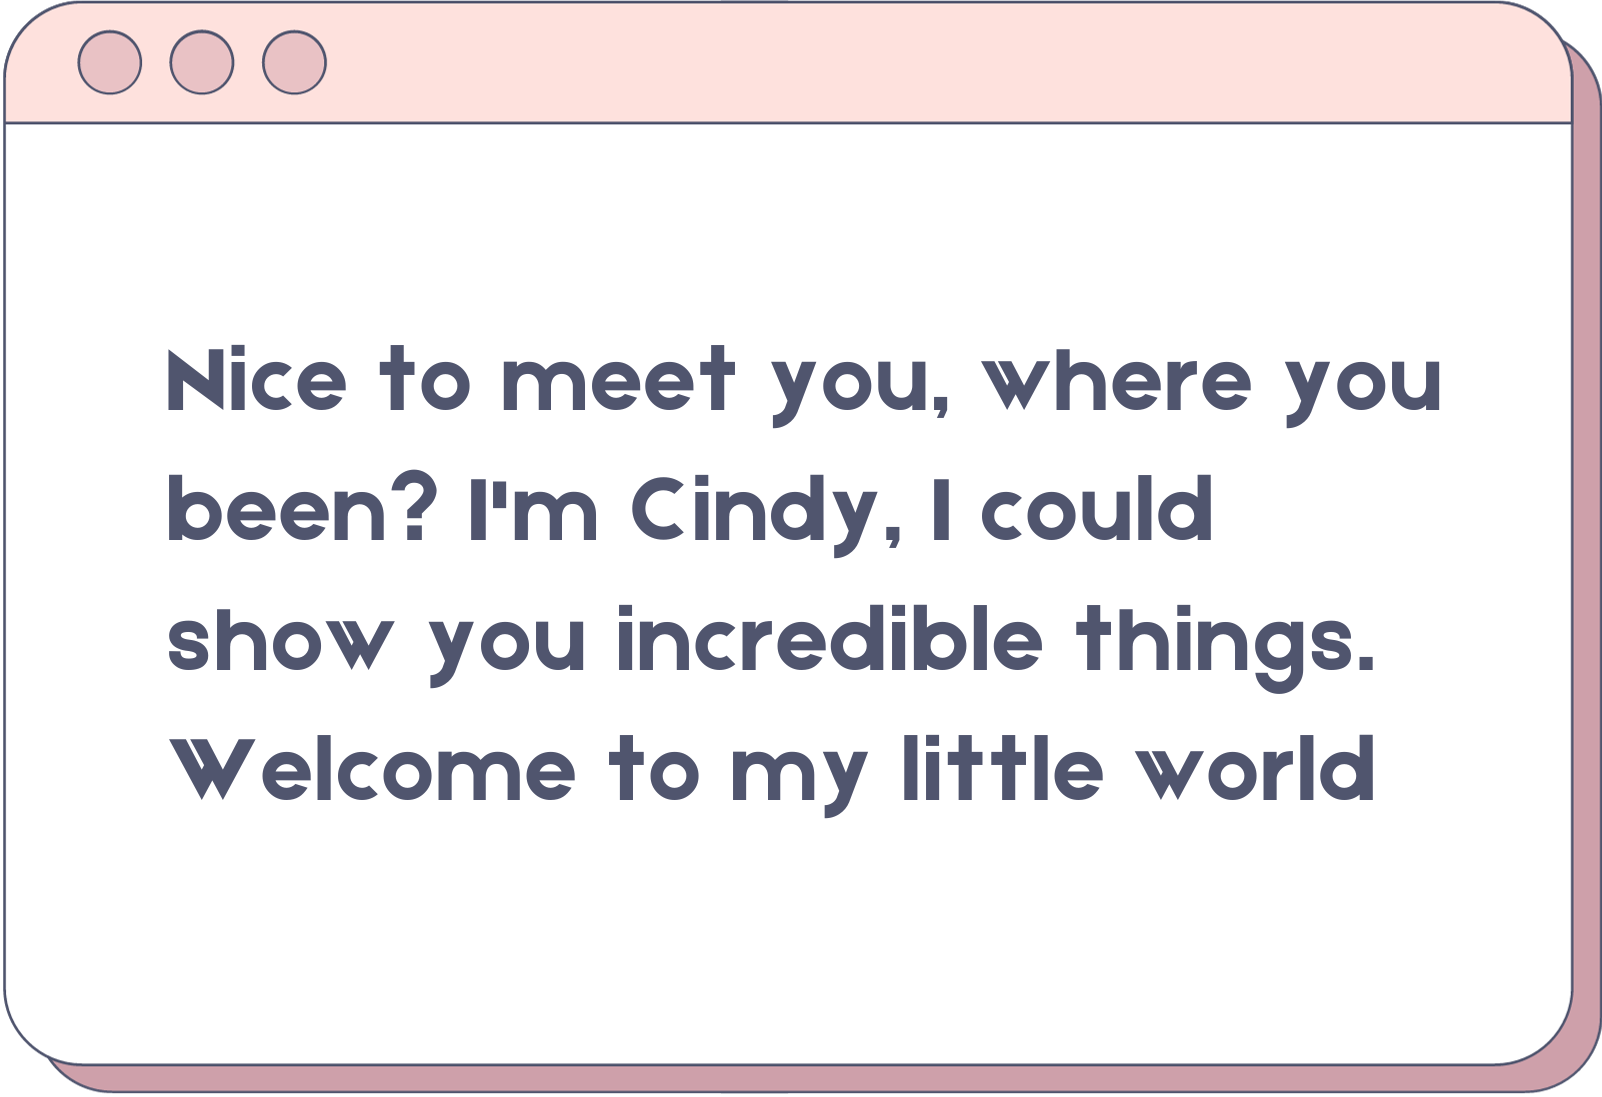 Nice to meet you, where you
been? I'm Cindy, I could
show you incredible things.
Welcome to my little world